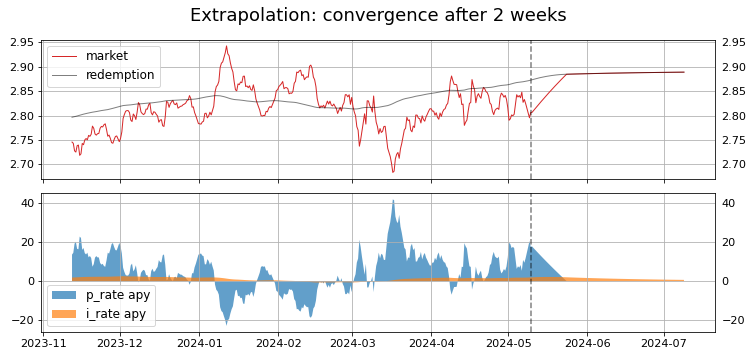 Extrapolation: convergence after 2 weeks
2.95 2.95
market
redemption
2.90 2.90
2.85 2.85
2.80 2.80
2.75 2.75
2.70 2.70
40 40
20 20
0 0
p_rate apy
i_rate apy
−20 −20
2023-11 2023-12 2024-01 2024-02 2024-03 2024-04 2024-05 2024-06 2024-07